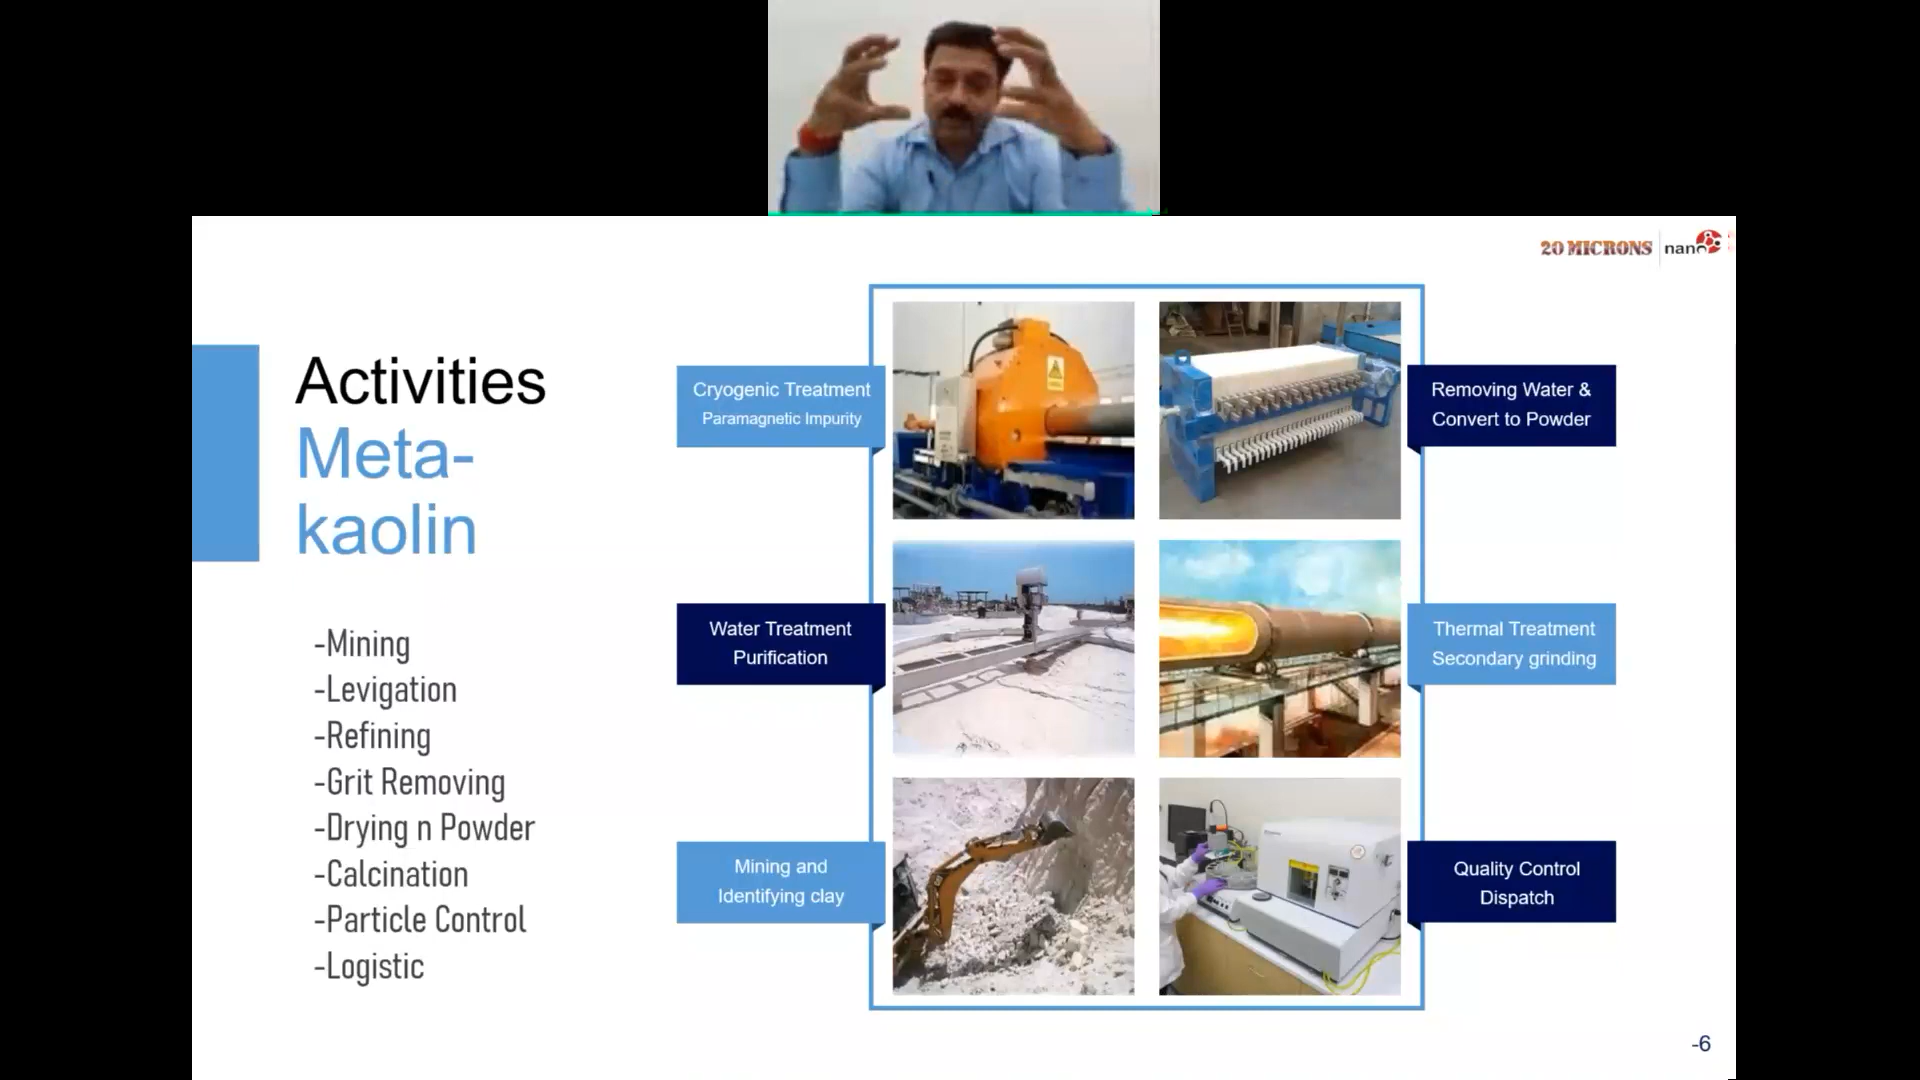 20 MICRONS nano
Activities
Meta-
kaolin
-Mining
-Levigation
-Refining
-Grit Removing
-Drying n Powder
-Calcination
-Particle Control
-Logistic
Cryogenic Treatment
Paramagnetic Impurity
Removing Water &
Convert to Powder
Water Treatment
Purification
Thermal Treatment
Secondary grinding
Mining and
Identifying clay
Quality Control
Dispatch
-6